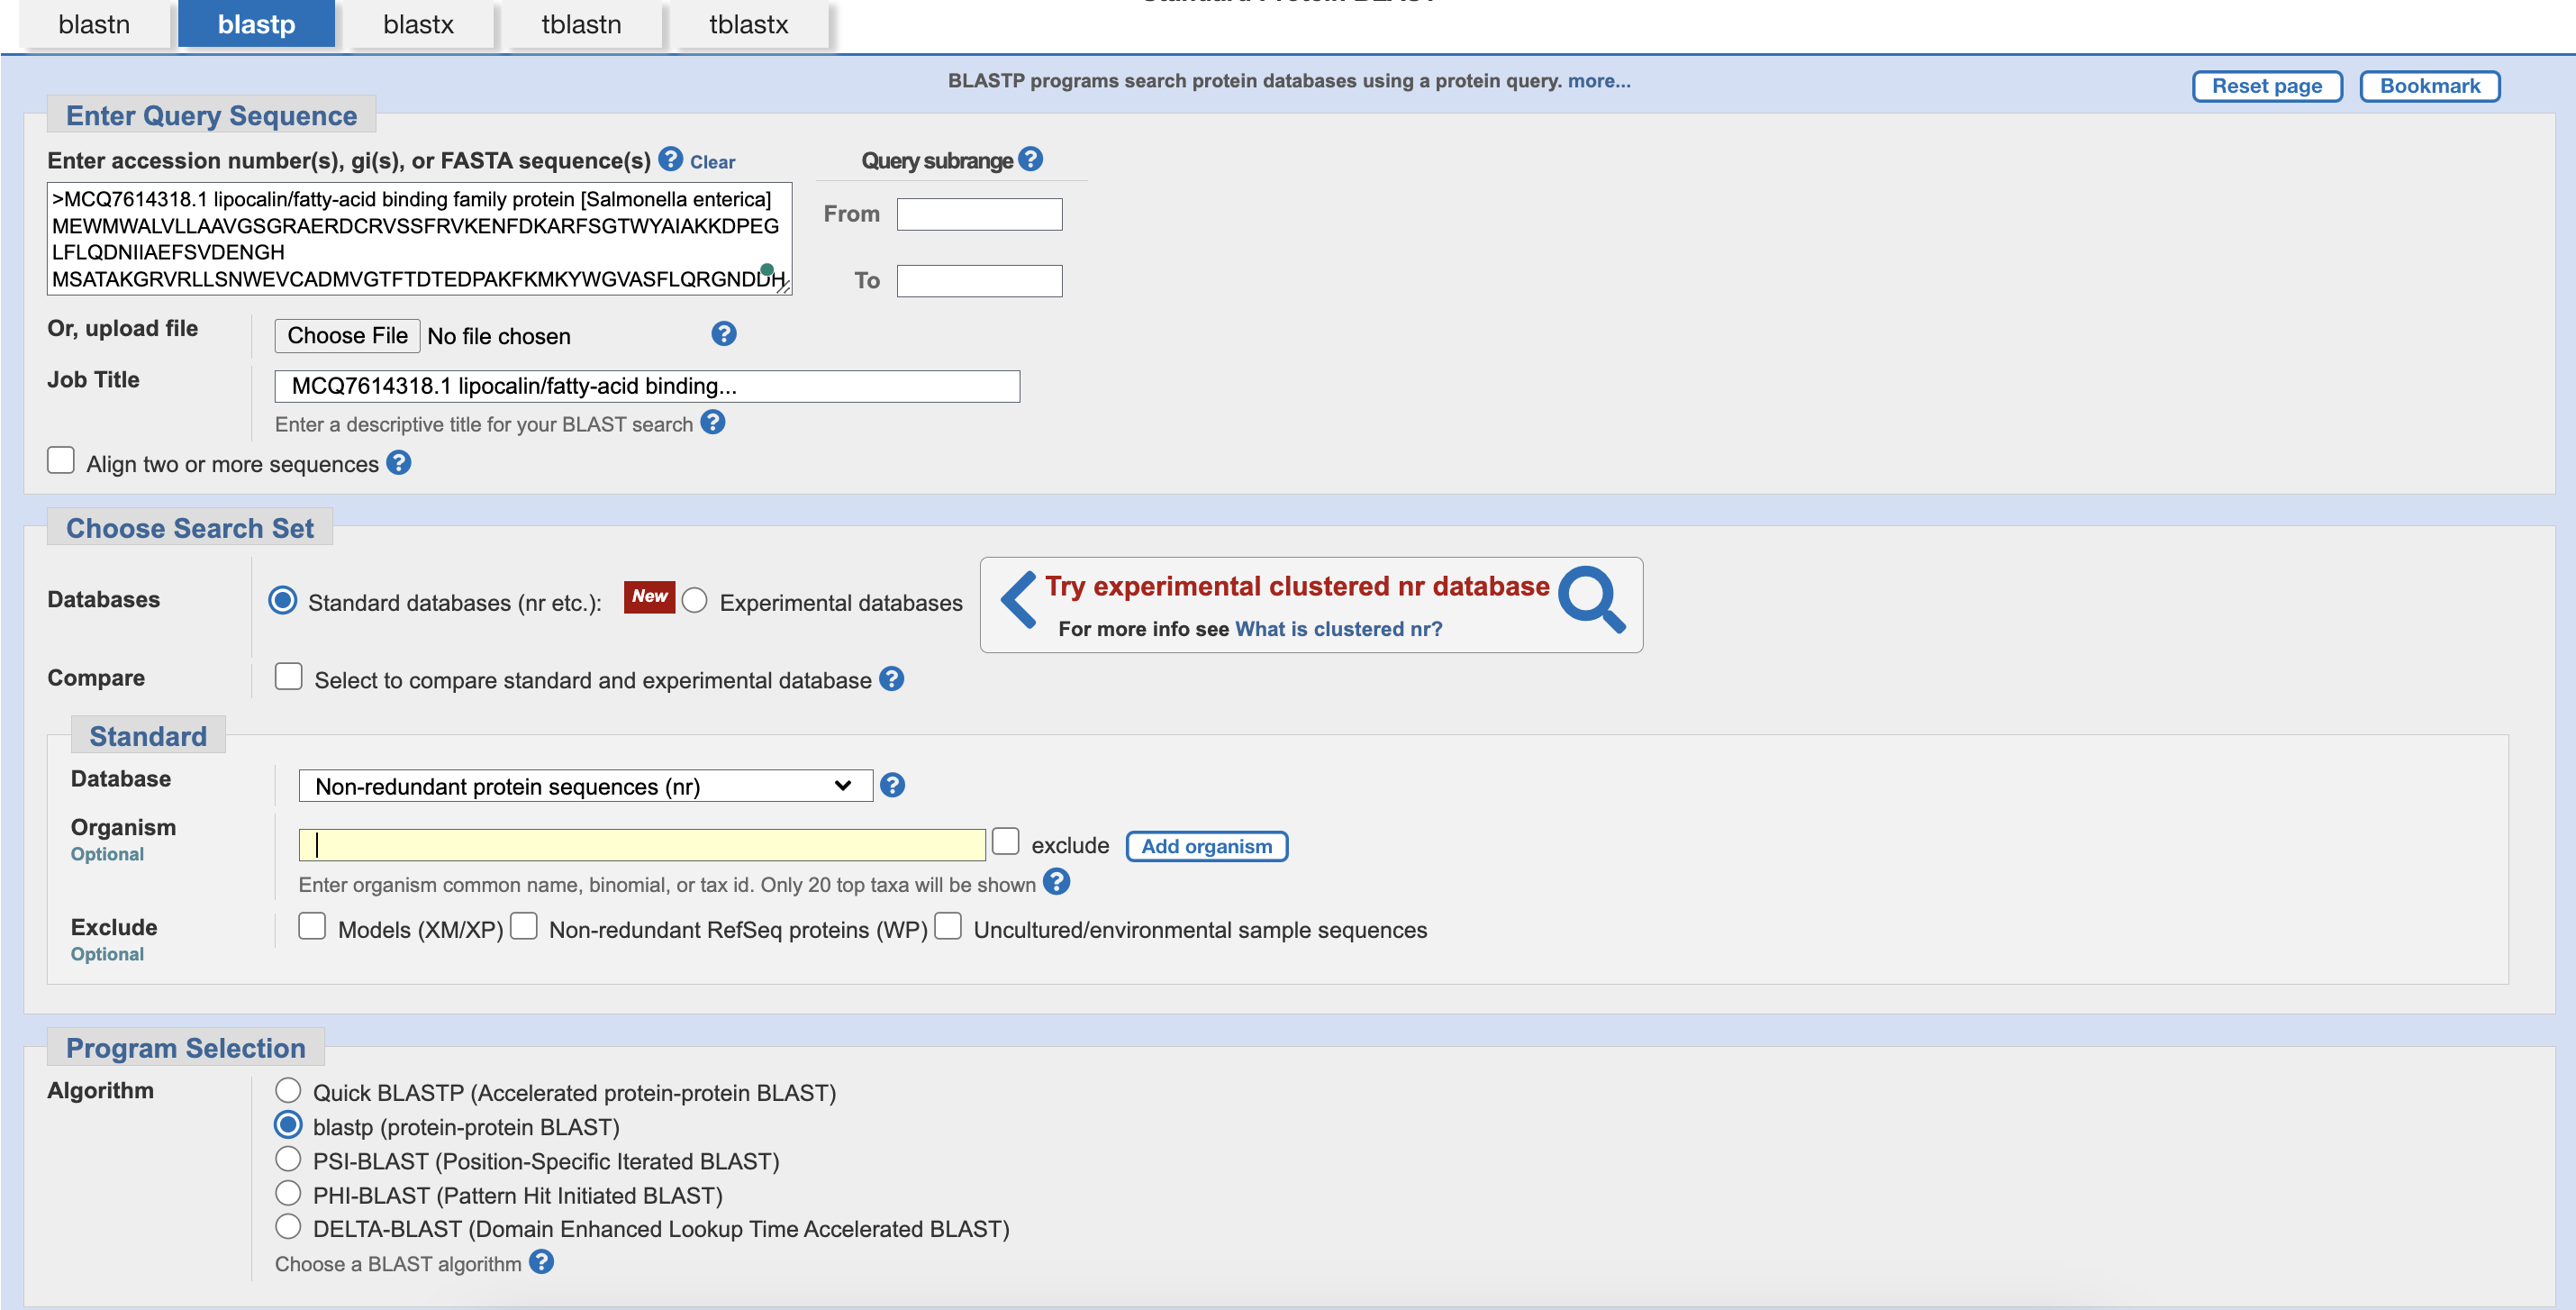 blastn blastp blastx tblastn tblastx
BLASTP programs search protein databases using a protein query. more...
Reset page Bookmark
Enter Query Sequence
Enter accession number(s), gi(s), or FASTA sequence(s) ? Clear
Query subrange ?
>MCQ7614318.1 lipocalin/fatty-acid binding family protein [Salmonella enterica]
MEWMWALVLLAAVGSGRAERDCRVSSFRVKENFDKARFSGTWYAIAKKDPEG
LFLQDNIIAEFSVDENGH
MSATAKGRVRLLSNWEVCADMVGTFTDTEDPAKFKMKYWGVASFLQRGNDDH
From
To
Or, upload file Choose File No file chosen ?
Job Title MCQ7614318.1 lipocalin/fatty-acid binding...
Enter a descriptive title for your BLAST search ?
Align two or more sequences ?
Choose Search Set
Databases Standard databases (nr etc.): New Experimental databases
Try experimental clustered nr database
For more info see What is clustered nr?
Compare Select to compare standard and experimental database ?
Standard
Database Non-redundant protein sequences (nr) ?
Organism
Optional
exclude Add organism
Enter organism common name, binomial, or tax id. Only 20 top taxa will be shown ?
Exclude
Optional
Models (XM/XP) Non-redundant RefSeq proteins (WP) Uncultured/environmental sample sequences
Program Selection
Algorithm
Quick BLASTP (Accelerated protein-protein BLAST)
blastp (protein-protein BLAST)
PSI-BLAST (Position-Specific Iterated BLAST)
PHI-BLAST (Pattern Hit Initiated BLAST)
DELTA-BLAST (Domain Enhanced Lookup Time Accelerated BLAST)
Choose a BLAST algorithm ?